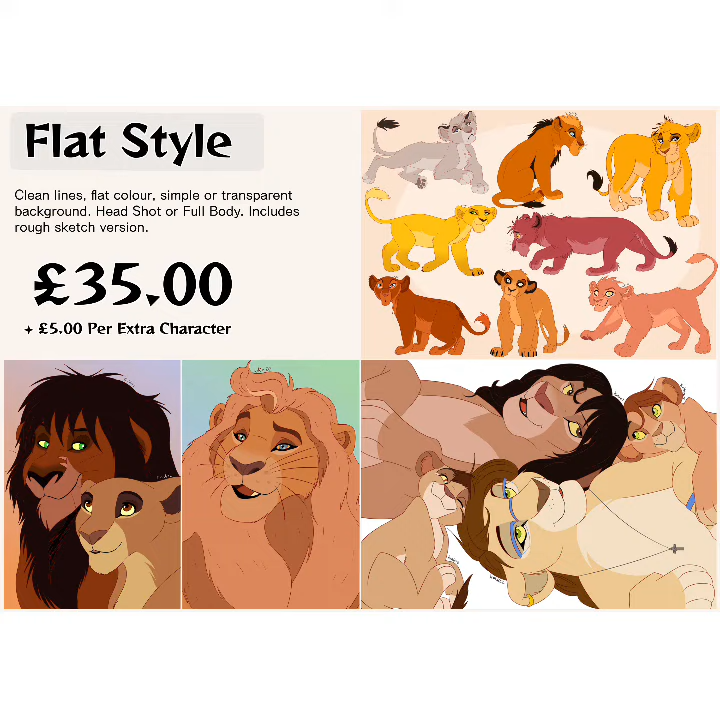 Flat Style
Clean lines, flat colour, simple or transparent
background. Head Shot or Full Body. Includes
rough sketch version.
£35.00
+ £5.00 Per Extra Character